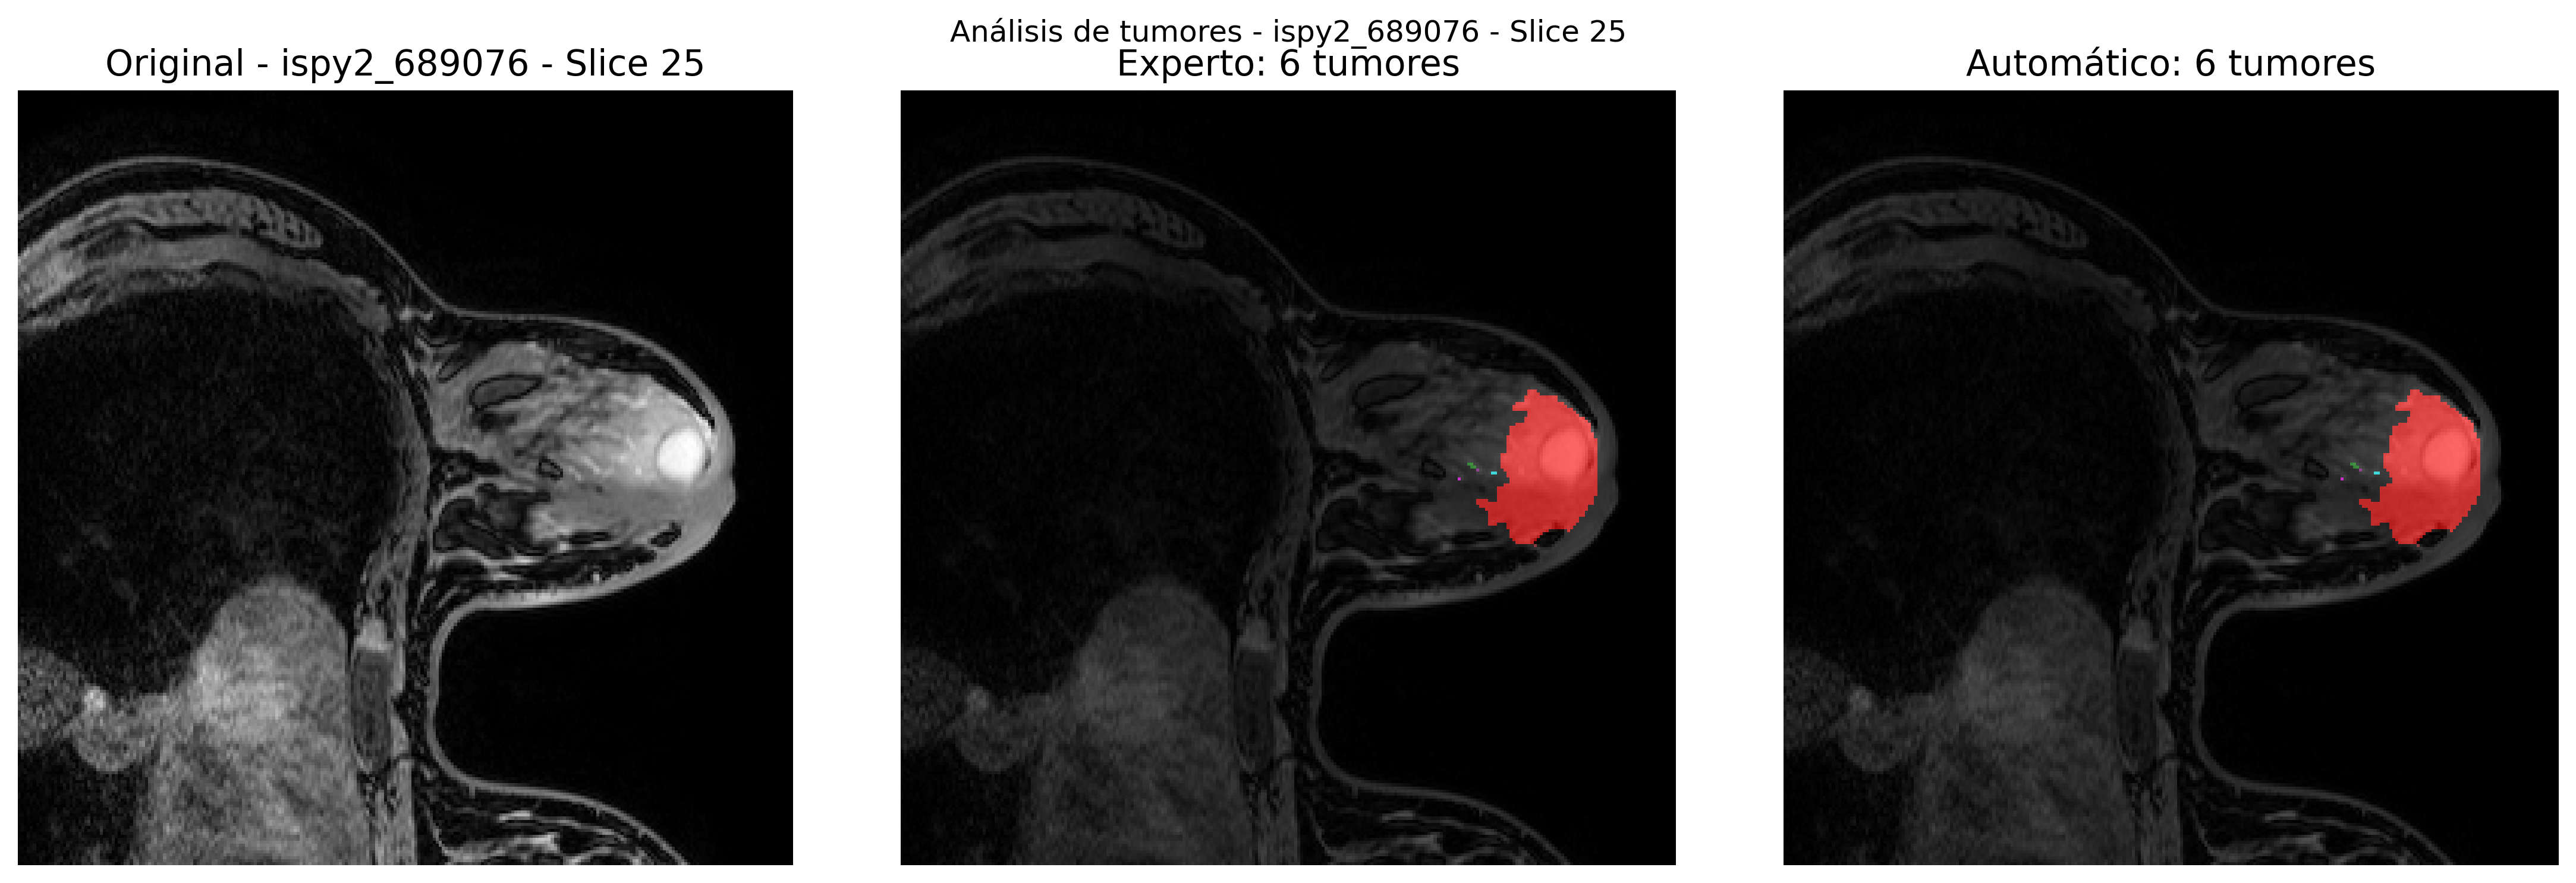 Análisis de tumores - ispy2_689076 - Slice 25
Original - ispy2_689076 - Slice 25
Experto: 6 tumores
Automático: 6 tumores